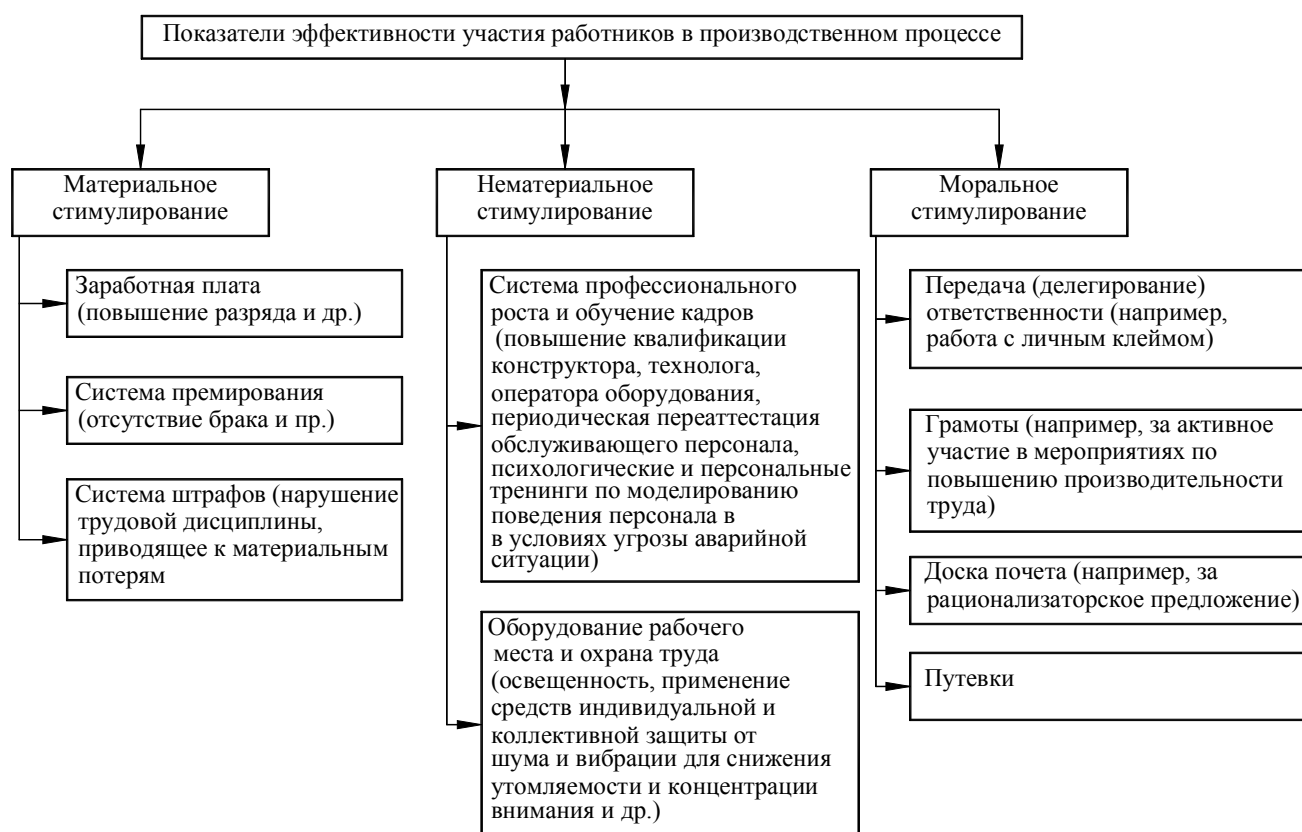 Показатели эффективности участия работников в производственном процессе
Материальное
стимулирование
Заработная плата
(повышение разряда и др.)
Система премирования
(отсутствие брака и пр.)
Система штрафов (нарушение
трудовой дисциплины,
приводящее к материальным
потерям
Нематериальное
стимулирование
Система профессионального
роста и обучение кадров
(повышение квалификации
конструктора, технолога,
оператора оборудования,
периодическая переаттестация
обслуживающего персонала,
психологические и персональные
тренинги по моделированию
поведения персонала в
в условиях угрозы аварийной
ситуации)
Оборудование рабочего
места и охрана труда
(освещенность, применение
средств индивидуальной и
коллективной защиты от
шума и вибрации для снижения
утомляемости и концентрации
внимания и др.)
Моральное
стимулирование
Передача (делегирование)
ответственности (например,
работа с личным клеймом)
Грамоты (например, за активное
участие в мероприятиях по
повышению производительности
труда)
Доска почета (например, за
рационализаторское предложение)
Путевки